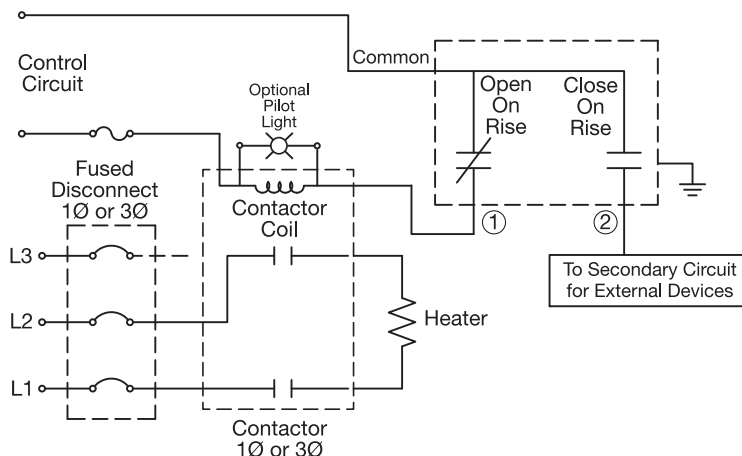 Control
Circuit
Common
Open
On
Rise
Close
On
Rise
Optional
Pilot
Light
Fused
Disconnect
1Ø or 3Ø
Contactor
Coil
①
②
L3
To Secondary Circuit
for External Devices
L2
Heater
L1
Contactor
1Ø or 3Ø